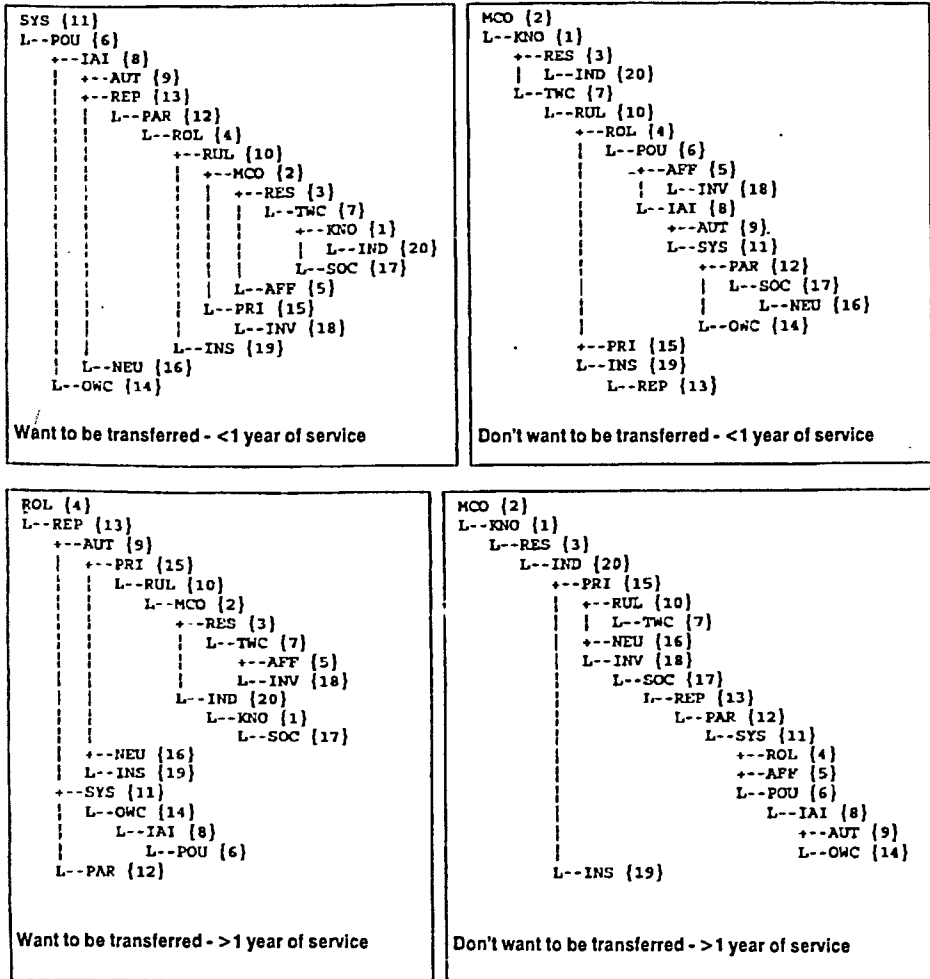 SYS {11}
L--POU {6}
+--IAI {8}
| +--AUT {9}
| +--REP {13}
| | L--PAR {12}
| | L--ROL {4}
| | +--RUL {10}
| | | +--MCO {2}
| | | | +--RES {3}
| | | | | L--TWC {7}
| | | | | +--KNO {1}
| | | | | | L--IND {20}
| | | | | L--SOC {17}
| | | | L--AFF {5}
| | | L--PRI {15}
| | | L--INV {18}
| | L--INS {19}
| L--NEU {16}
L--OWC {14}
Want to be transferred - <1 year of service
MCO {2}
L--KNO {1}
+--RES {3}
| L--IND {20}
L--TWC {7}
L--RUL {10}
+--ROL {4}
| L--POU {6}
| +--AFF {5}
| | L--INV {18}
| L--IAI {8}
| +--AUT {9}
| L--SYS {11}
| +--PAR {12}
| | L--SOC {17}
| | L--NEU {16}
| L--OWC {14}
+--PRI {15}
L--INS {19}
L--REP {13}
Don't want to be transferred - <1 year of service
ROL {4}
L--REP {13}
+--AUT {9}
| +--PRI {15}
| | L--RUL {10}
| | L--MCO {2}
| | +--RES {3}
| | | L--TWC {7}
| | | +--AFF {5}
| | | L--INV {18}
| | L--IND {20}
| | L--KNO {1}
| | L--SOC {17}
| +--NEU {16}
| L--INS {19}
+--SYS {11}
| L--OWC {14}
| L--IAI {8}
| L--POU {6}
L--PAR {12}
Want to be transferred - >1 year of service
MCO {2}
L--KNO {1}
L--RES {3}
L--IND {20}
+--PRI {15}
| +--RUL {10}
| | L--TWC {7}
| +--NEU {16}
| L--INV {18}
| L--SOC {17}
| L--REP {13}
| L--PAR {12}
| L--SYS {11}
| +--ROL {4}
| +--AFF {5}
| L--POU {6}
| L--IAI {8}
| +--AUT {9}
| L--OWC {14}
L--INS {19}
Don't want to be transferred - >1 year of service